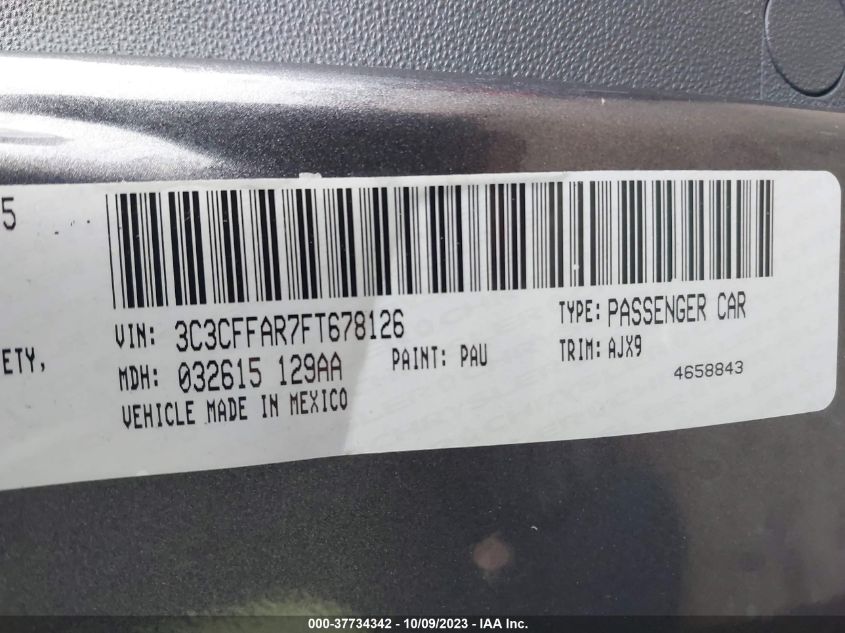 5
VIN: 3C3CFFAR7FT678126
TYPE: PASSENGER CAR
ETY,
MDH: 032615 129AA
PAINT: PAU
TRIM: AJX9
4658843
VEHICLE MADE IN MEXICO
000-37734342 - 10/09/2023 - IAA Inc.